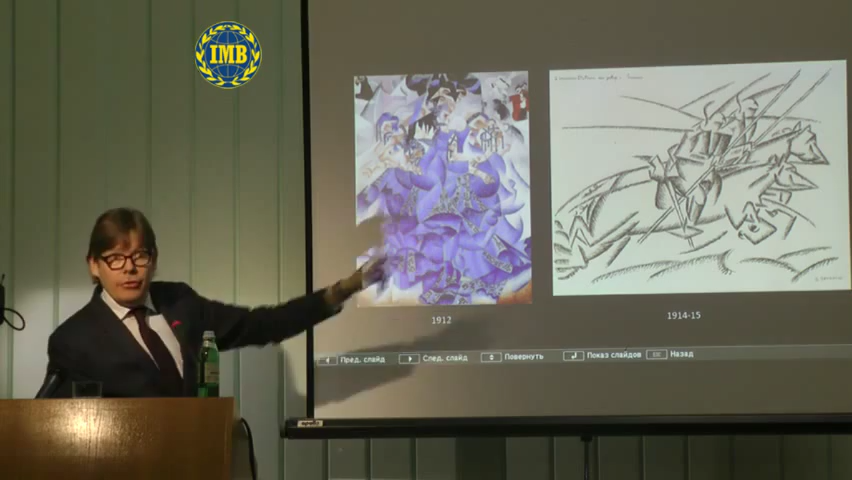 IMB
1912
1914-15
Пред. слайд
След. слайд
Повернуть
Показ слайдов
Назад